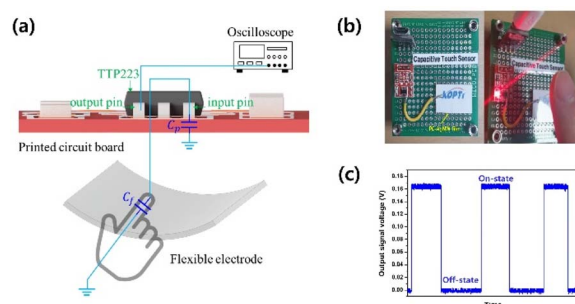 (a)
Oscilloscope
TTP223
output pin
input pin
Cp
Printed circuit board
Cf
Flexible electrode
(b)
Capacitive Touch Sensor
Capacitive Touch Sensor
(c)
Output signal voltage (V)
0.18
0.16
0.14
0.12
0.10
0.08
0.06
0.04
0.02
0.00
On-state
Off-state
Time